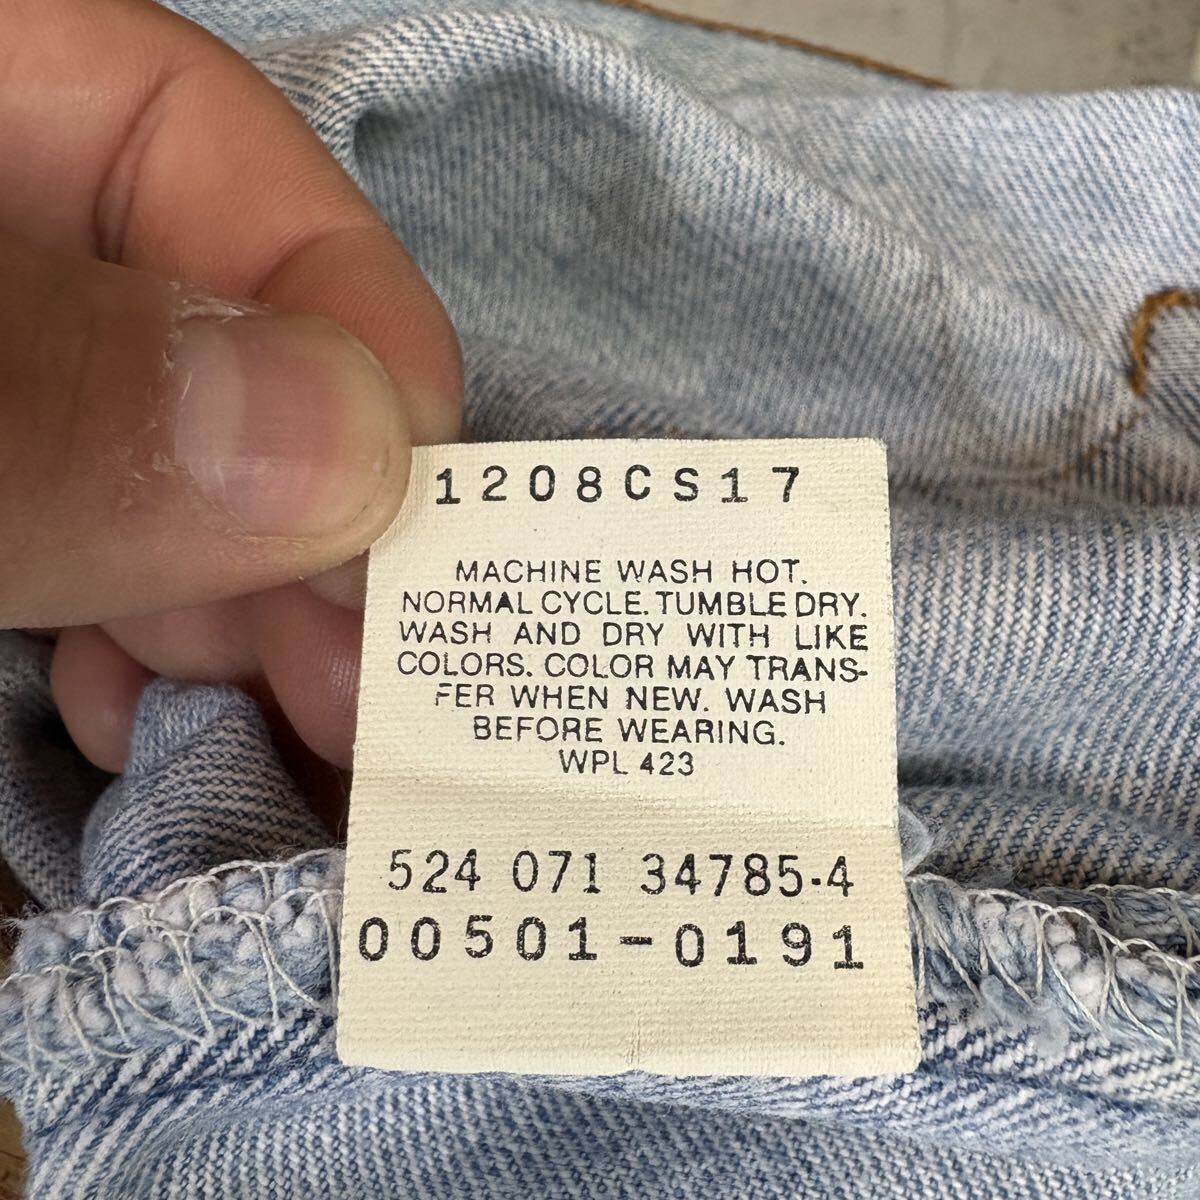 1208CS17
MACHINE WASH HOT.
NORMAL CYCLE. TUMBLE DRY.
WASH AND DRY WITH LIKE
COLORS. COLOR MAY TRANS-
FER WHEN NEW. WASH
BEFORE WEARING.
WPL 423
524 071 34785-4
00501-0191